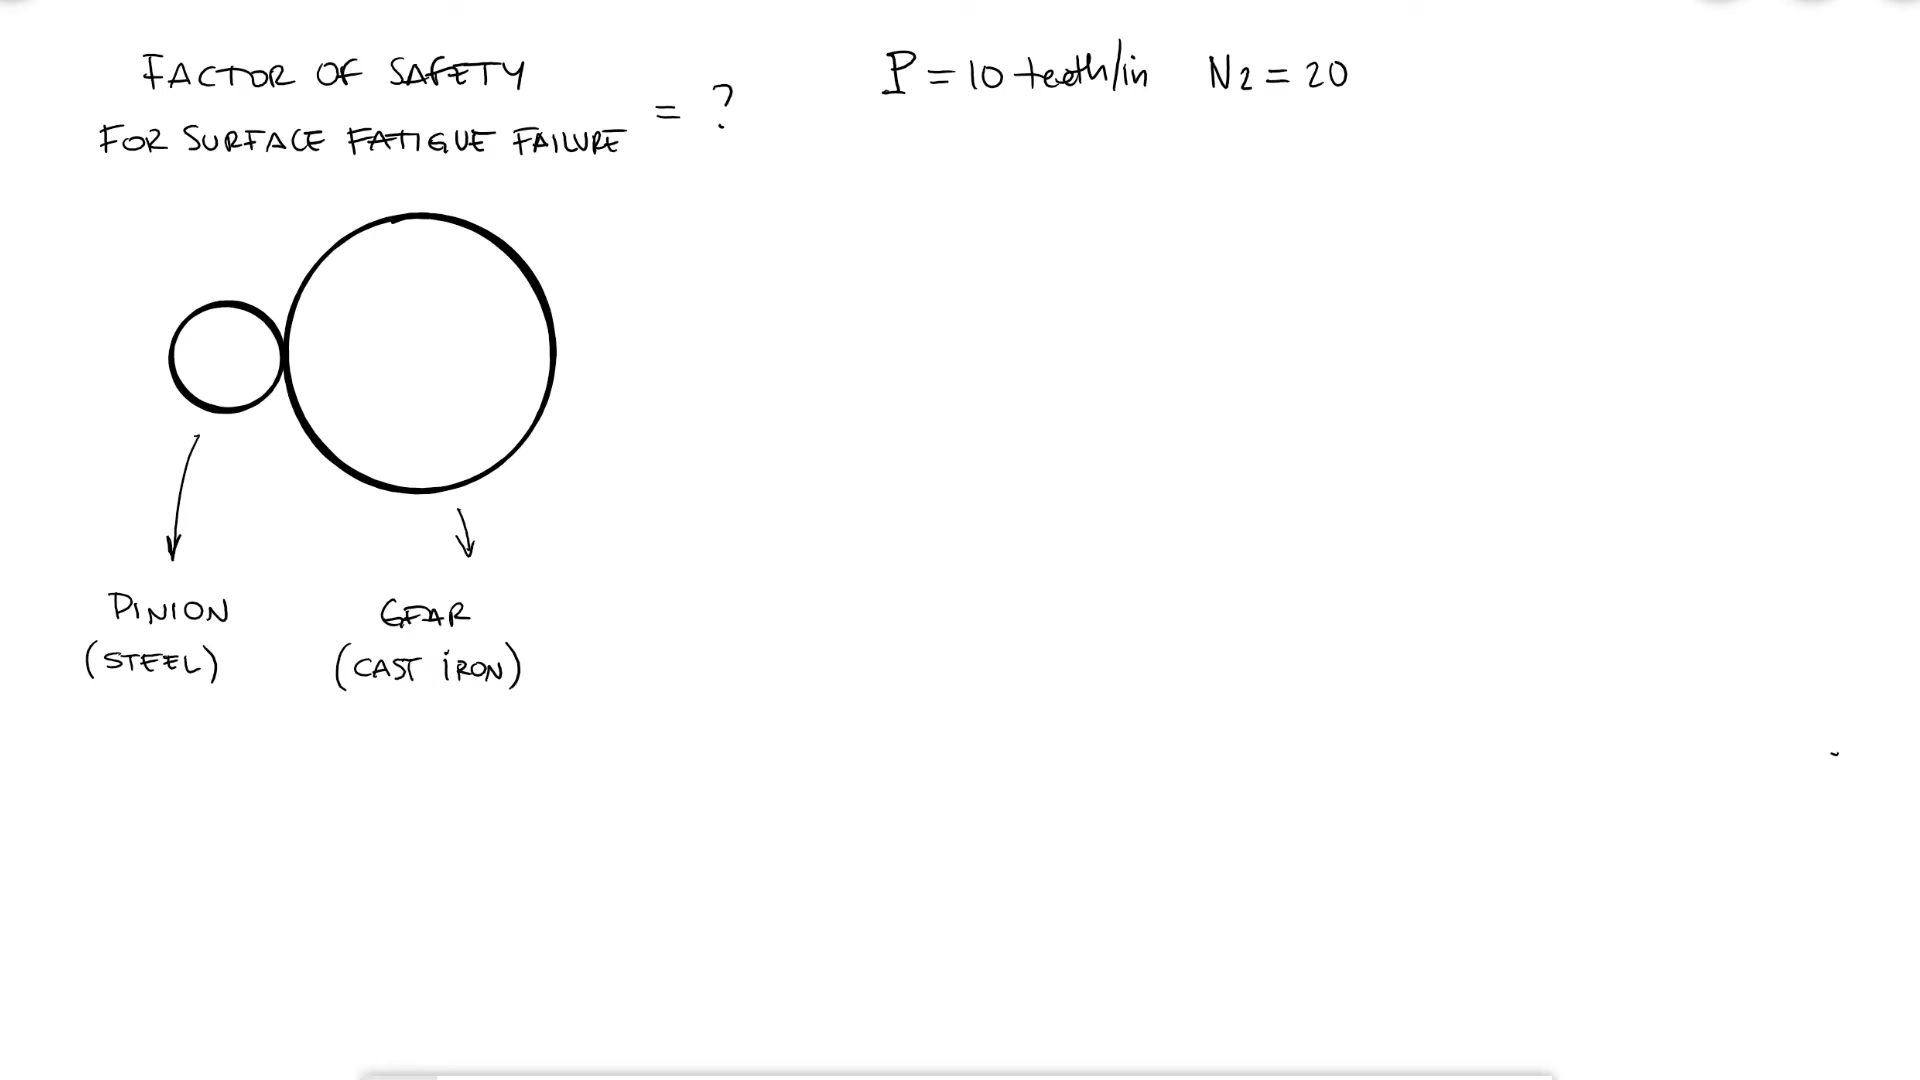 FACTOR OF SAFETY
FOR SURFACE FATIGUE FAILURE = ?
P = 10 teeth/in N2 = 20
PINION
(STEEL)
GEAR
(CAST IRON)